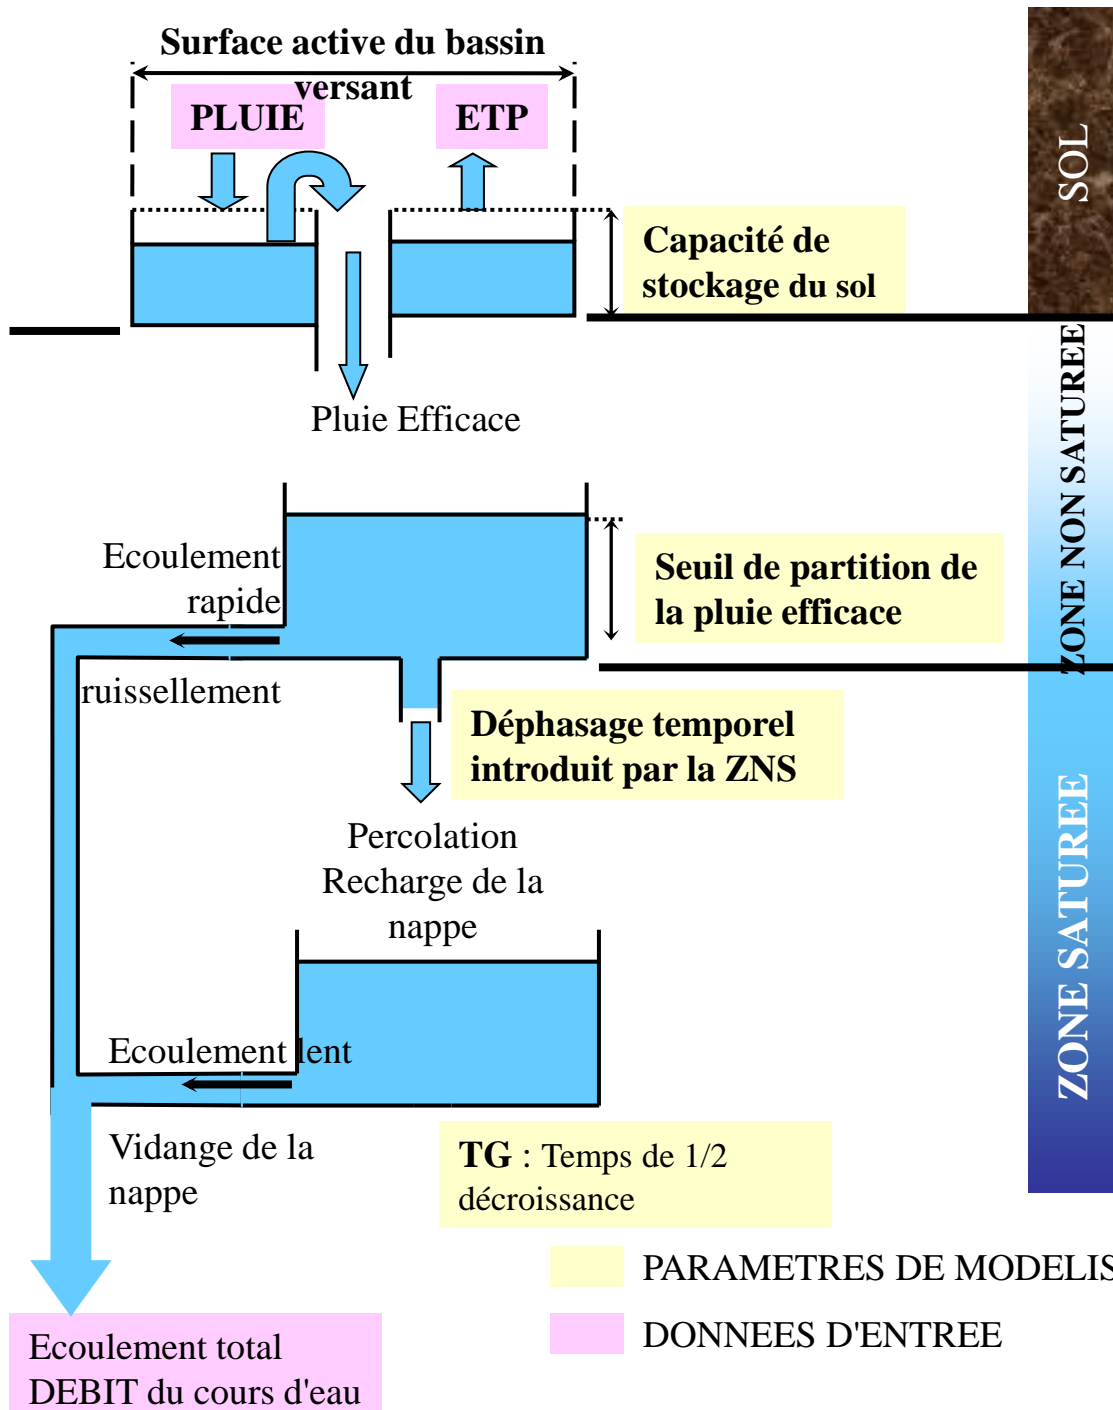 Surface active du bassin
versant
PLUIE
ETP
Capacité de
stockage du sol
SOL
Pluie Efficace
ZONE NON SATUREE
Ecoulement
rapide
Seuil de partition de
la pluie efficace
ruissellement
Déphasage temporel
introduit par la ZNS
Percolation
Recharge de la
nappe
ZONE SATUREE
Ecoulement lent
Vidange de la
nappe
TG : Temps de 1/2
décroissance
PARAMETRES DE MODELIS
DONNEES D'ENTREE
Ecoulement total
DEBIT du cours d'eau